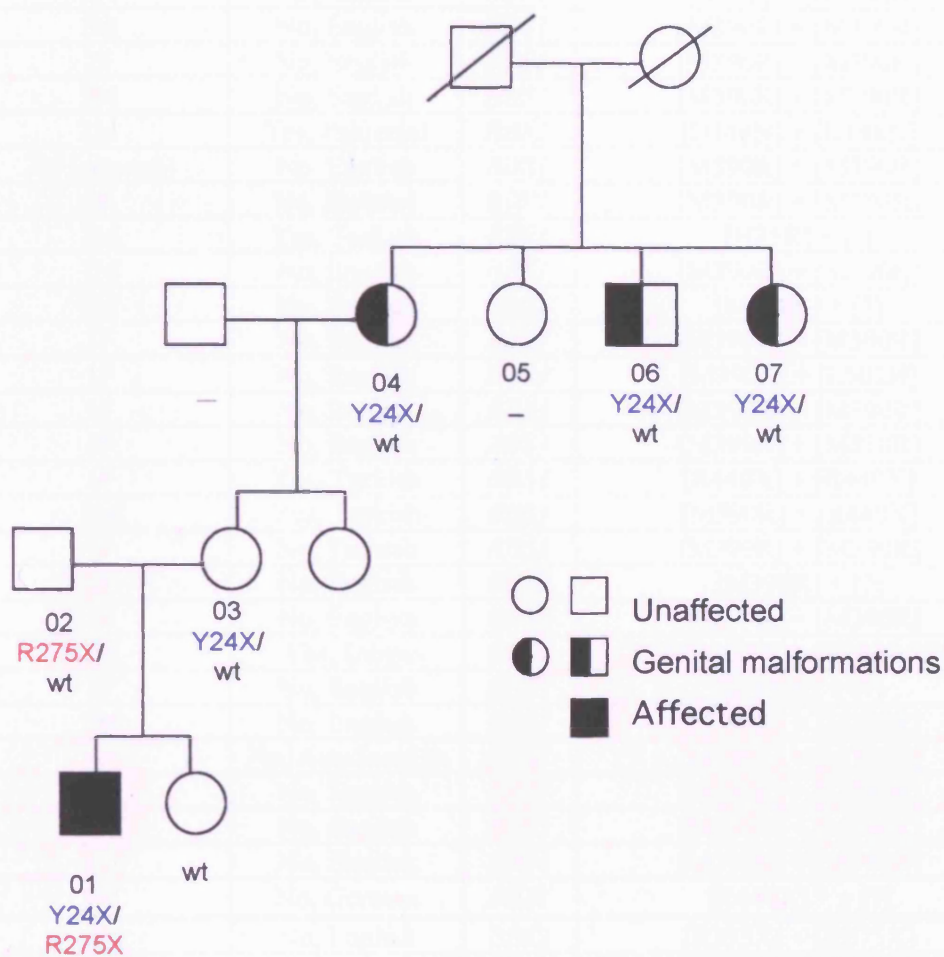 04
Y24X/
wt
05
–
06
Y24X/
wt
07
Y24X/
wt
–
02
R275X/
wt
03
Y24X/
wt
Unaffected
Genital malformations
Affected
01
Y24X/
R275X
wt